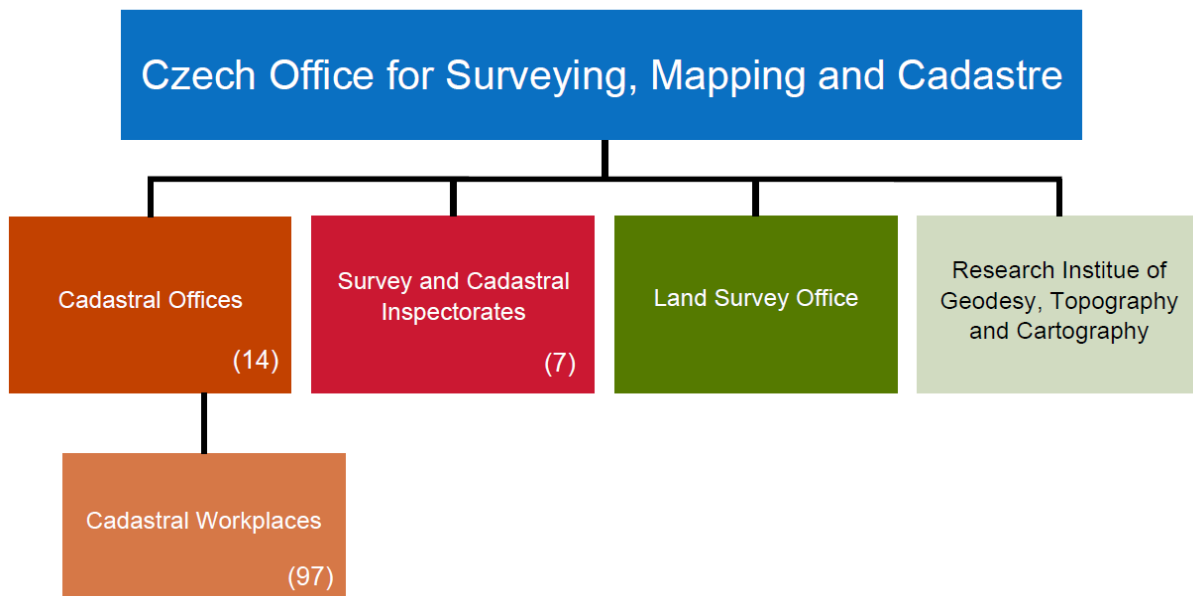 Czech Office for Surveying, Mapping and Cadastre
Cadastral Offices
(14)
Survey and Cadastral
Inspectorates
(7)
Land Survey Office
Research Institue of
Geodesy, Topography
and Cartography
Cadastral Workplaces
(97)